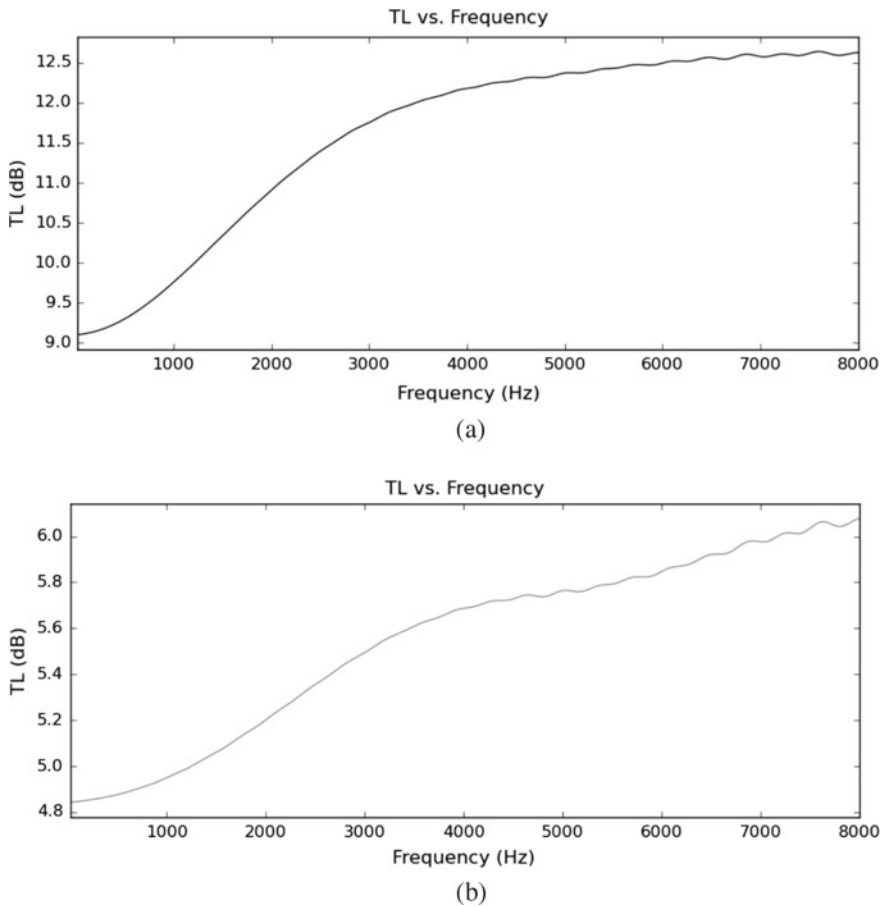 TL vs. Frequency
12.5
12.0
11.5
11.0
10.5
10.0
9.5
9.0
TL (dB)
1000 2000 3000 4000 5000 6000 7000 8000
Frequency (Hz)
(a)
TL vs. Frequency
6.0
5.8
5.6
5.4
5.2
5.0
4.8
TL (dB)
1000 2000 3000 4000 5000 6000 7000 8000
Frequency (Hz)
(b)